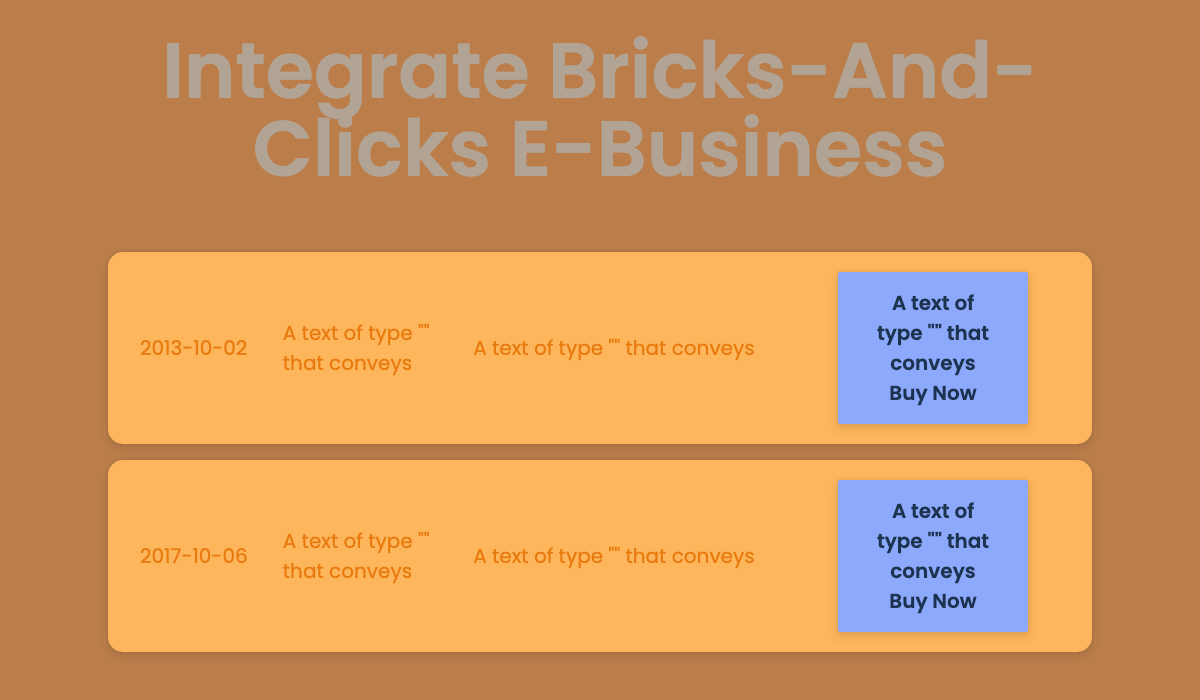 Integrate Bricks-And-
Clicks E-Business
2013-10-02
A text of type ""
that conveys
A text of type "" that conveys
A text of
type "" that
conveys
Buy Now
2017-10-06
A text of type ""
that conveys
A text of type "" that conveys
A text of
type "" that
conveys
Buy Now